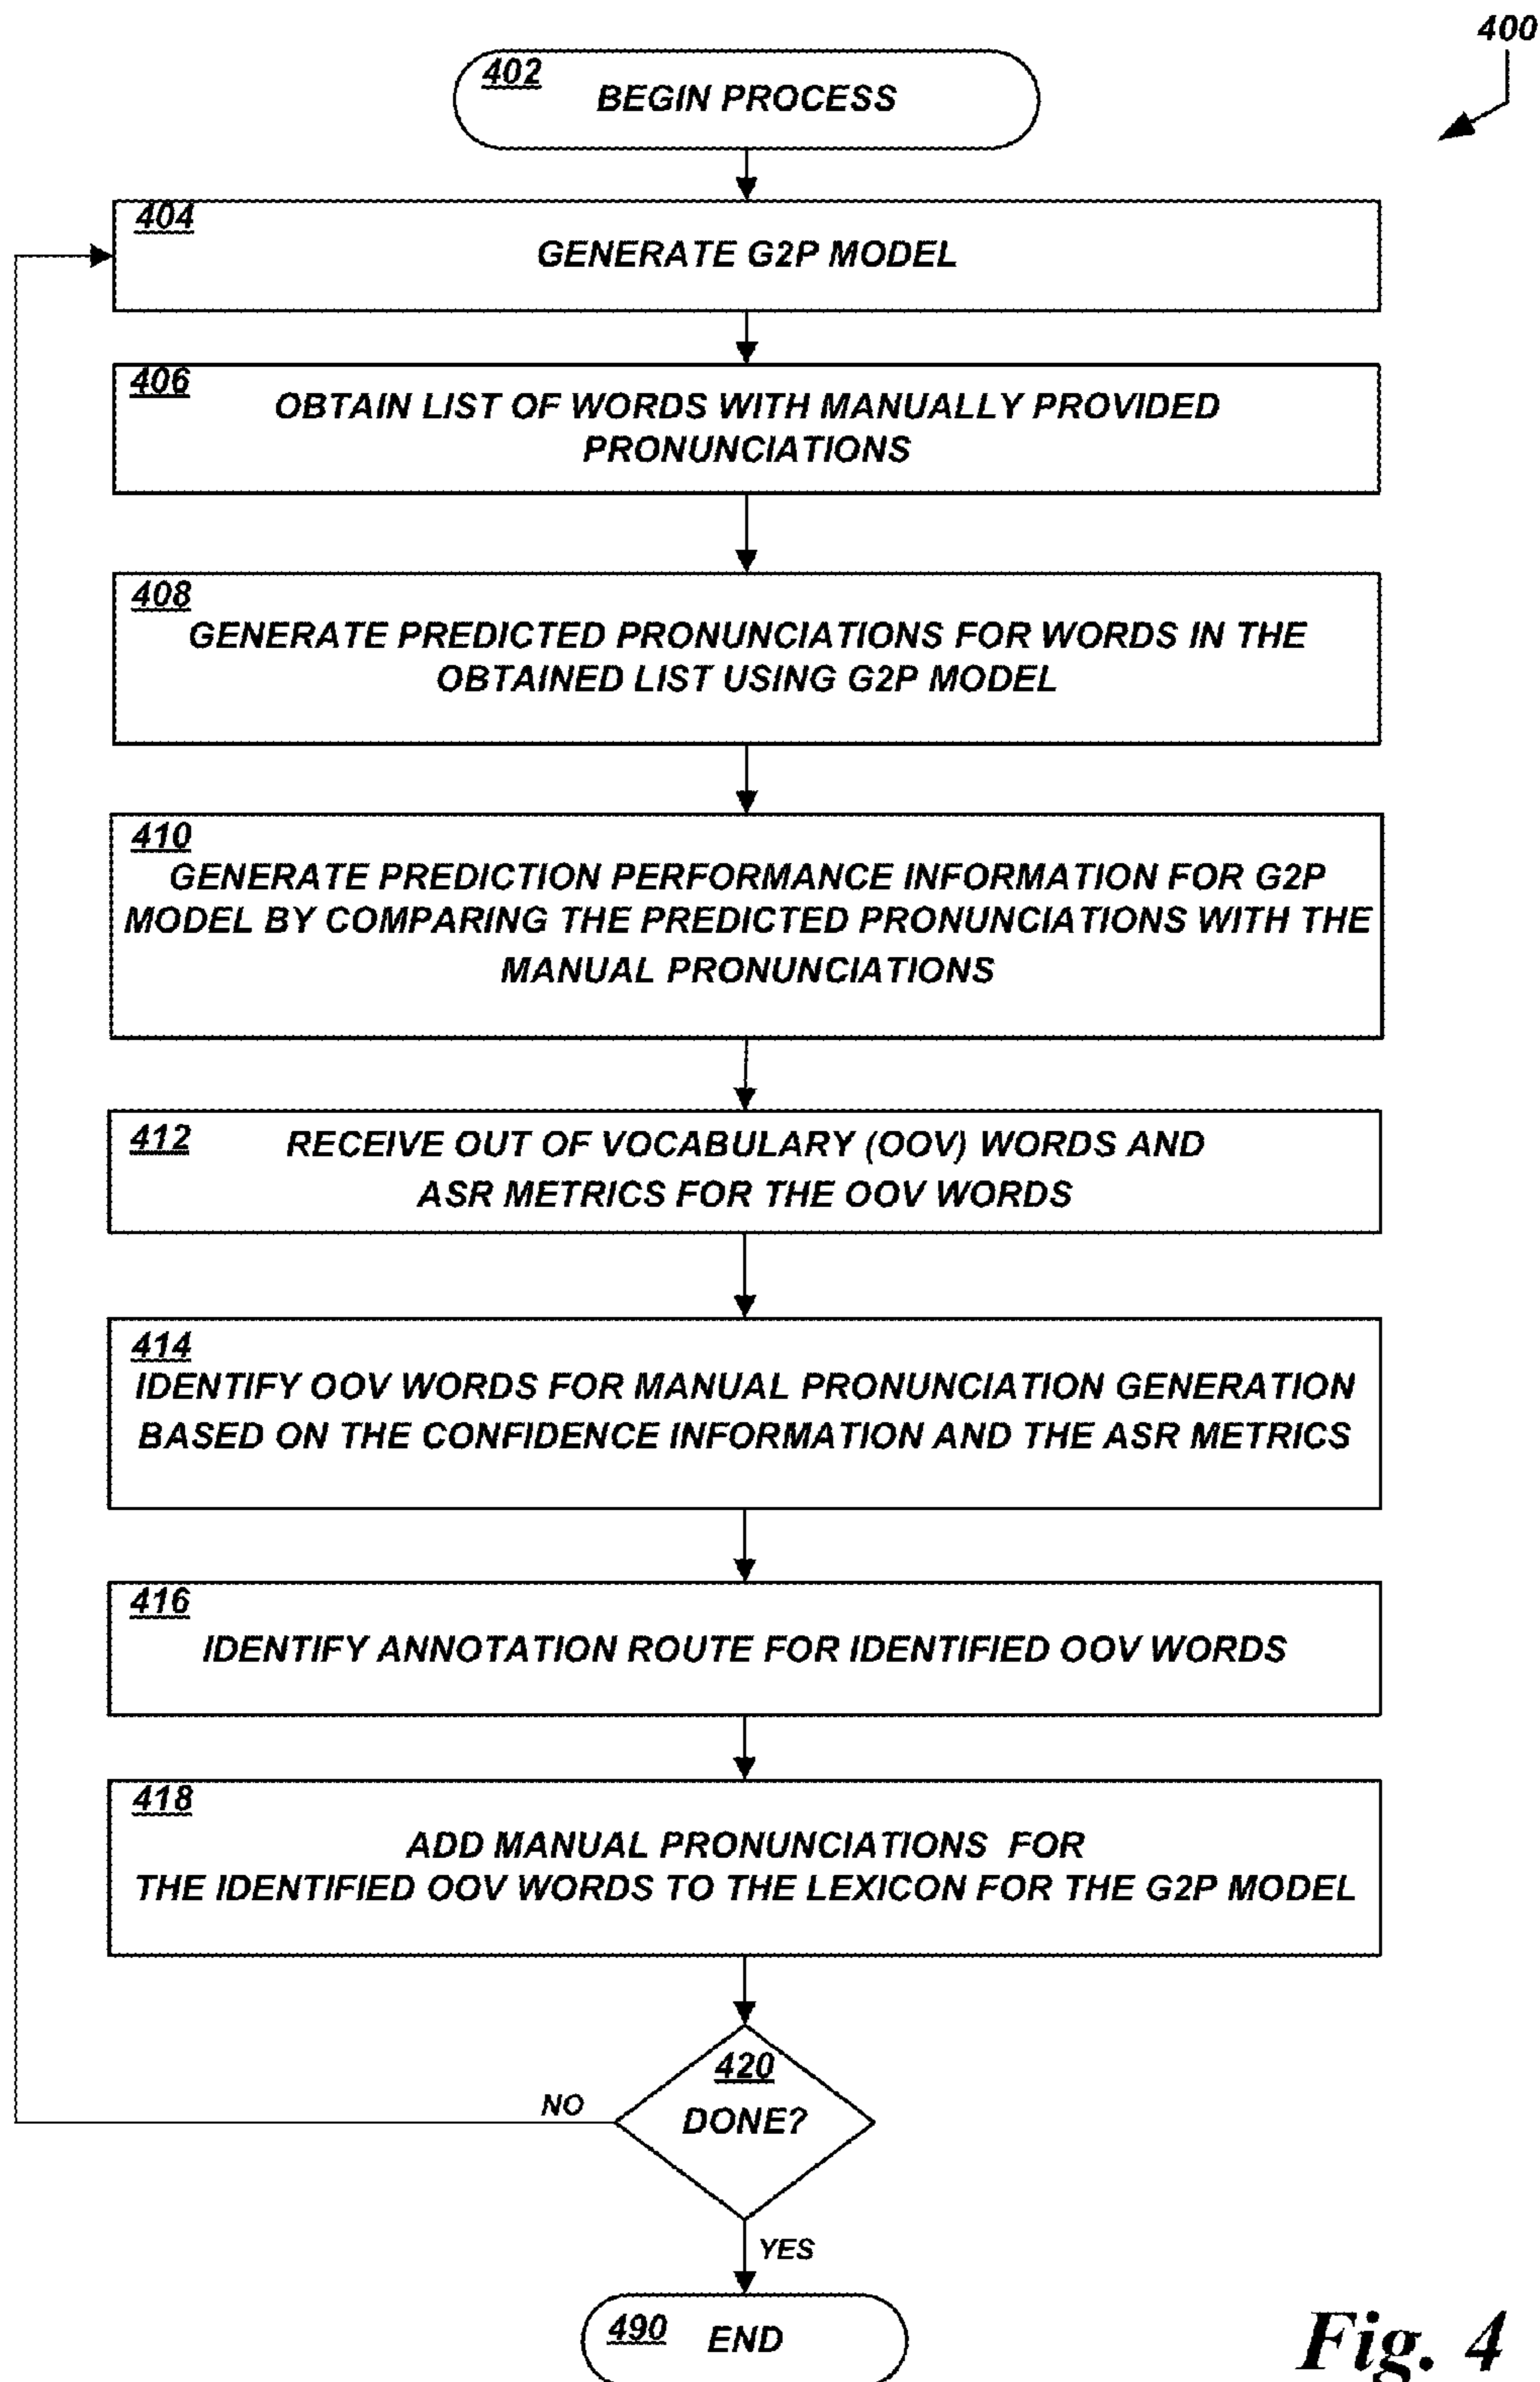 400
402
BEGIN PROCESS
404
GENERATE G2P MODEL
406
OBTAIN LIST OF WORDS WITH MANUALLY PROVIDED
PRONUNCIATIONS
408
GENERATE PREDICTED PRONUNCIATIONS FOR WORDS IN THE
OBTAINED LIST USING G2P MODEL
410
GENERATE PREDICTION PERFORMANCE INFORMATION FOR G2P
MODEL BY COMPARING THE PREDICTED PRONUNCIATIONS WITH THE
MANUAL PRONUNCIATIONS
412
RECEIVE OUT OF VOCABULARY (OOV) WORDS AND
ASR METRICS FOR THE OOV WORDS
414
IDENTIFY OOV WORDS FOR MANUAL PRONUNCIATION GENERATION
BASED ON THE CONFIDENCE INFORMATION AND THE ASR METRICS
416
IDENTIFY ANNOTATION ROUTE FOR IDENTIFIED OOV WORDS
418
ADD MANUAL PRONUNCIATIONS FOR
THE IDENTIFIED OOV WORDS TO THE LEXICON FOR THE G2P MODEL
420
NO
DONE?
YES
490
END
Fig. 4